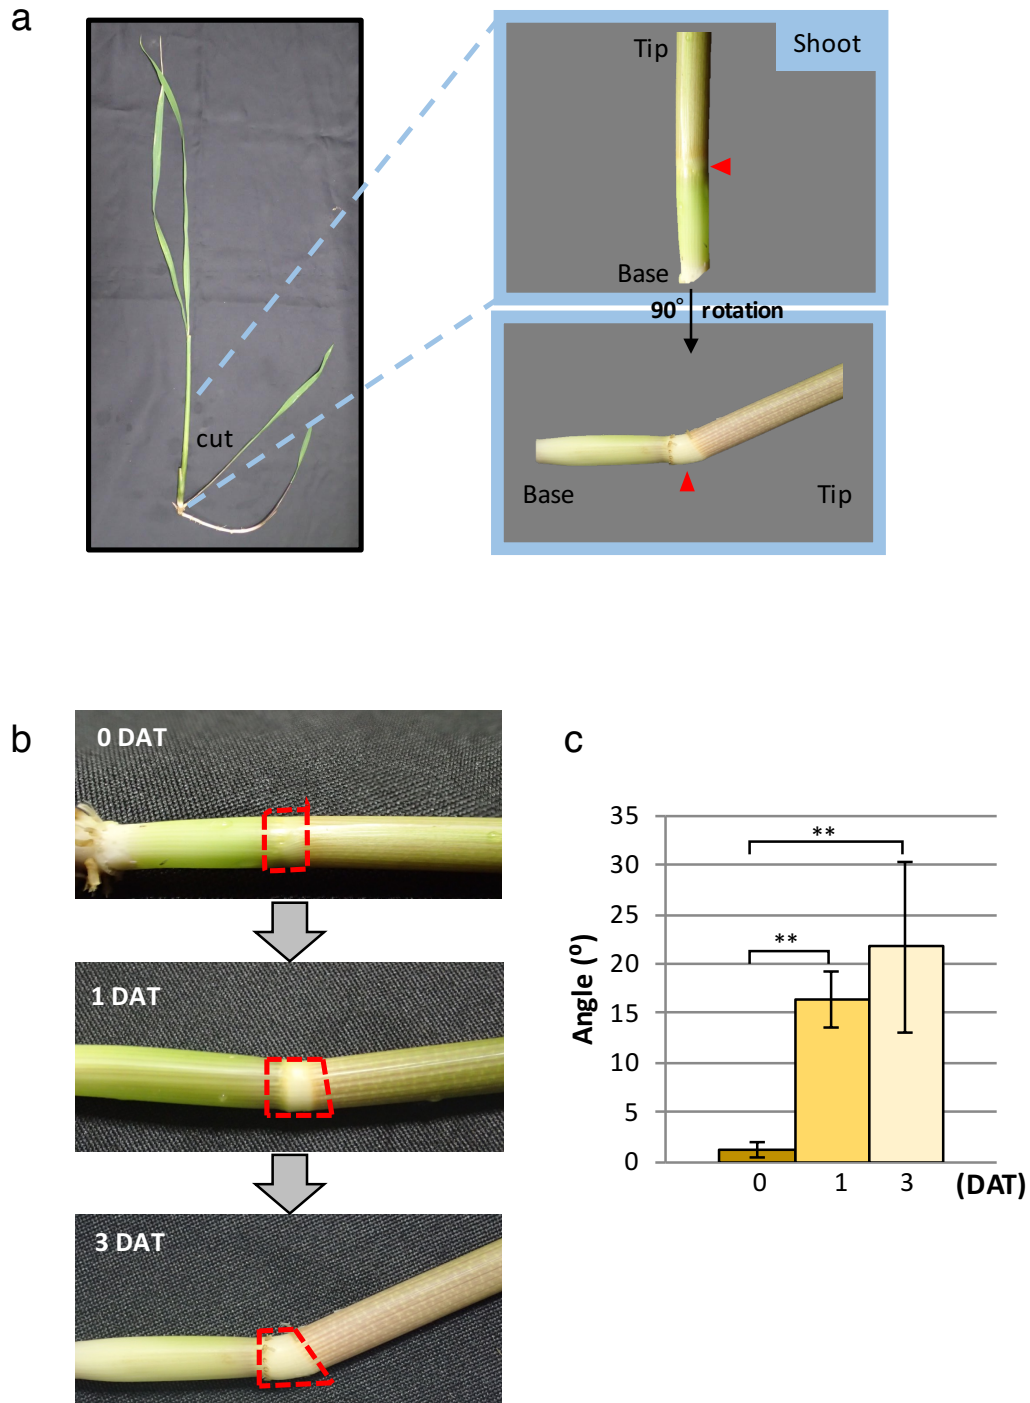 a
Tip
Shoot
Base
90° rotation
cut
Base
Tip
b
0 DAT
1 DAT
3 DAT
c
35
30
25
20
15
10
5
0
Angle (⁰)
**
**
0 1 3 (DAT)